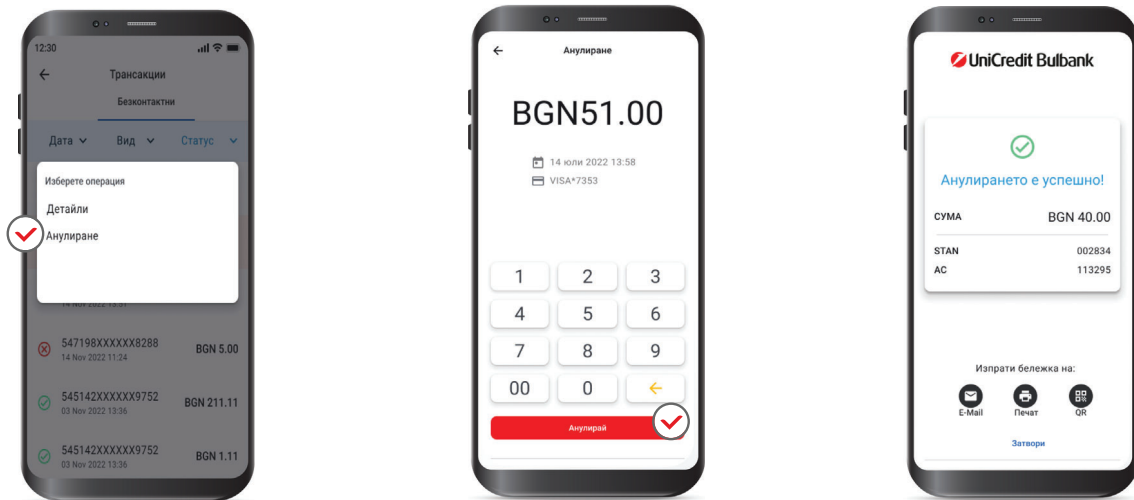 12:30
Трансакции
Безконтактни
Дата Вид Статус
Изберете операция
Детайли
Анулиране
14 Nov 2022 13:57
547198XXXXXX8288
BGN 5.00
14 Nov 2022 11:24
545142XXXXXX9752
BGN 211.11
03 Nov 2022 13:36
545142XXXXXX9752
BGN 1.11
03 Nov 2022 13:36
Анулиране
BGN51.00
14 юли 2022 13:58
VISA*7353
1 2 3
4 5 6
7 8 9
00 0
Анулирай
UniCredit Bulbank
Анулирането е успешно!
СУМА BGN 40.00
STAN 002834
AC 113295
Изпрати бележка на:
E-Mail Печат QR
Затвори